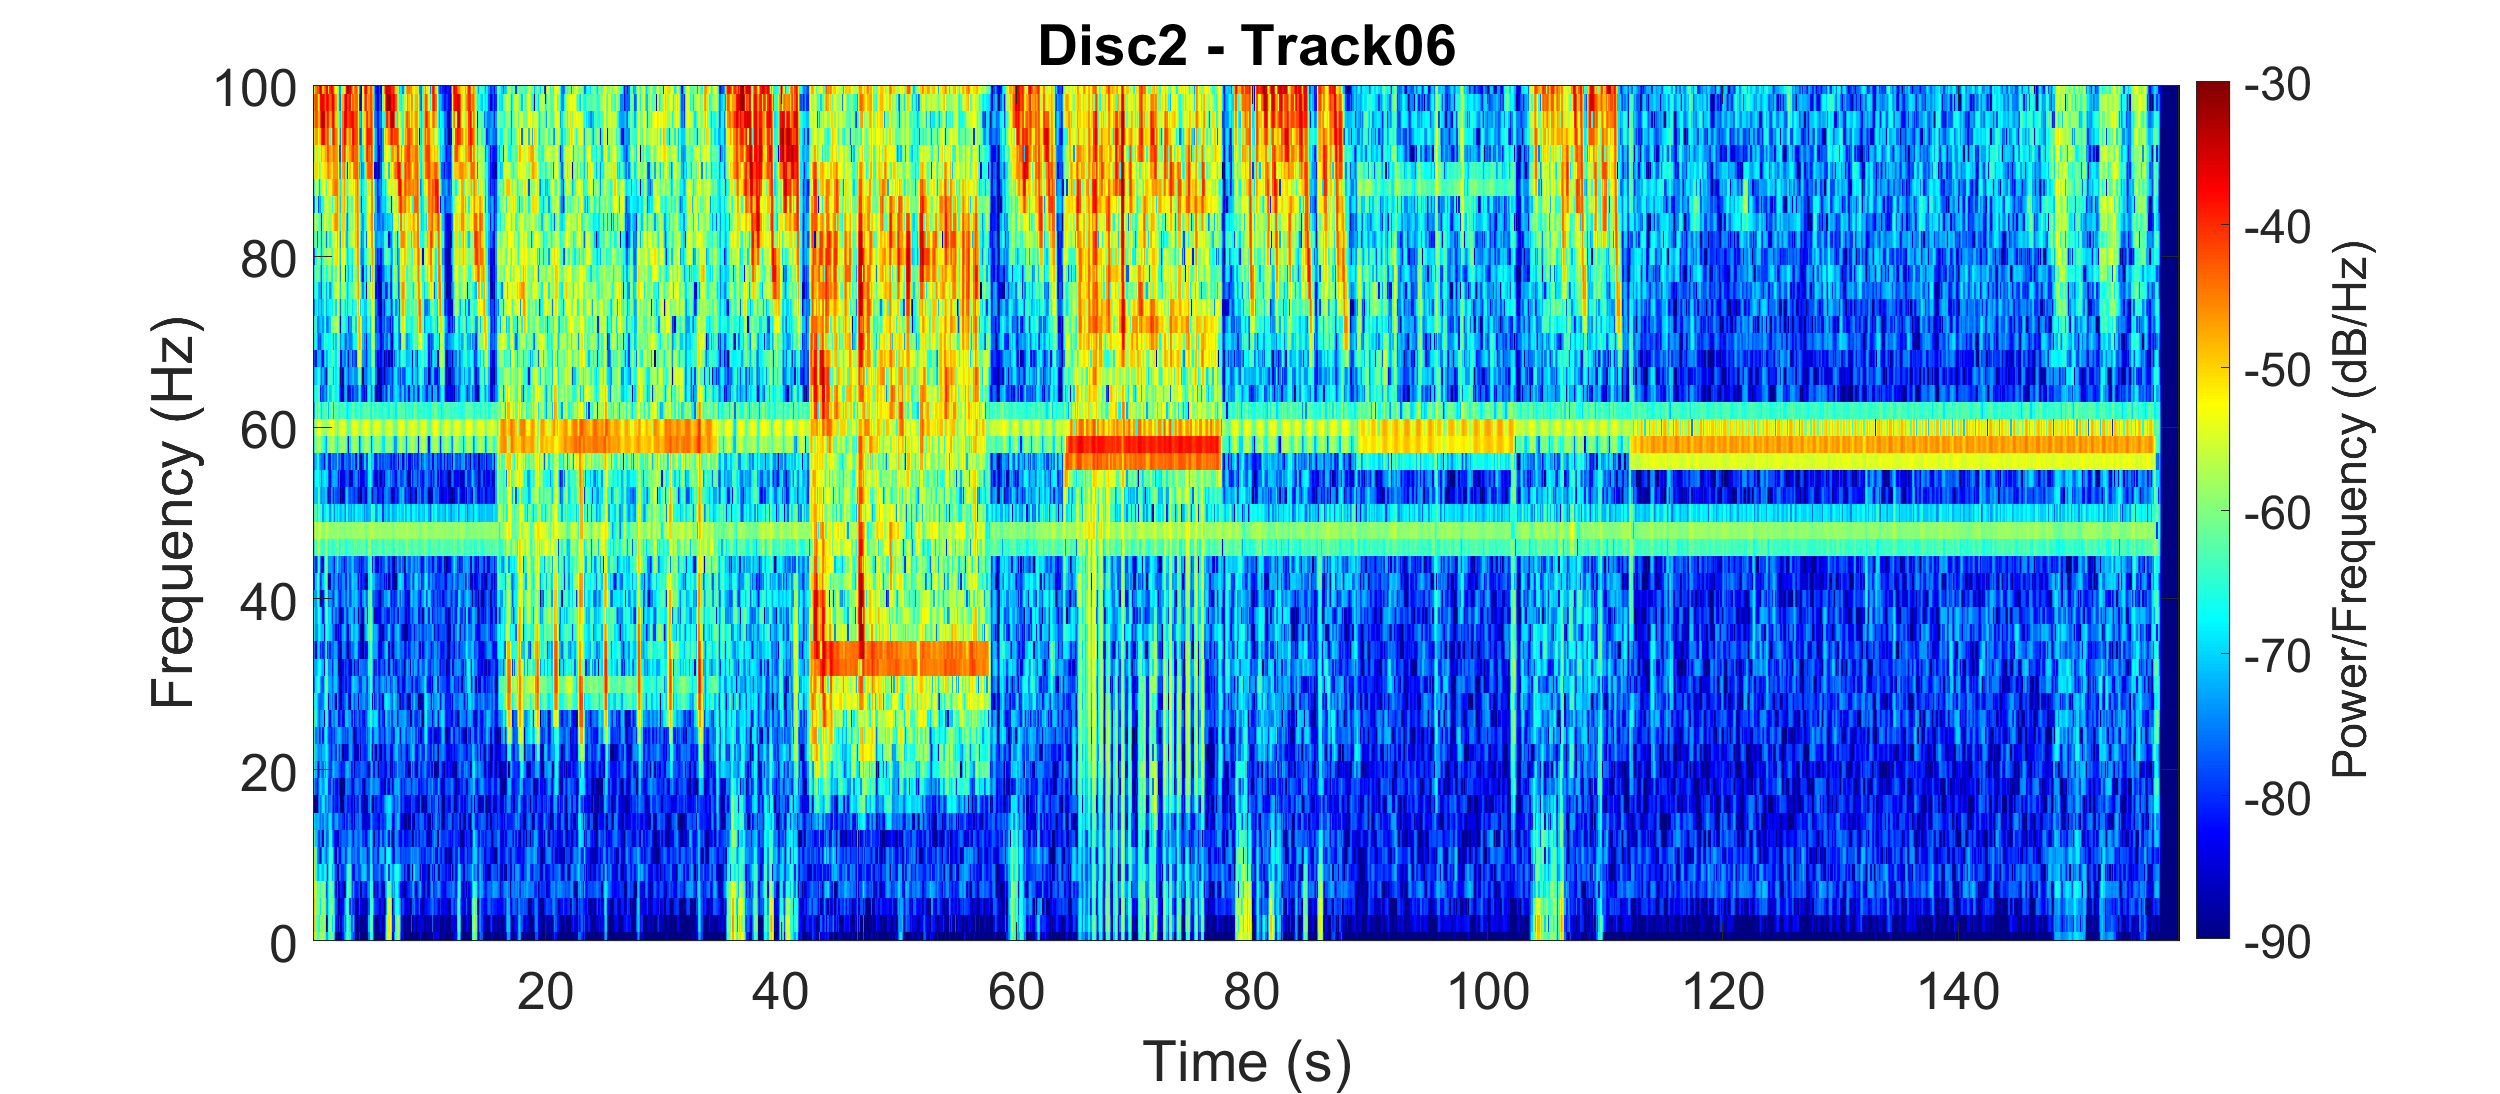 Disc2 - Track06
100
80
60
40
20
0
Frequency (Hz)
20 40 60 80 100 120 140
Time (s)
-30
-40
-50
-60
-70
-80
-90
Power/Frequency (dB/Hz)